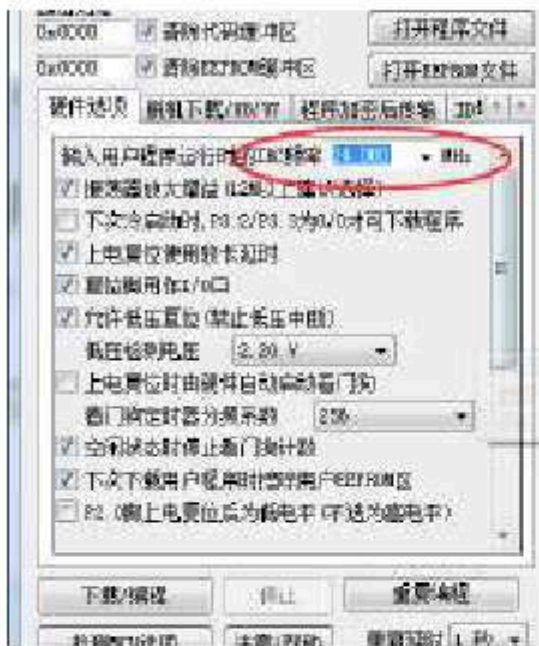 0x0000 清除代码缓冲区 打开程序文件
0x0000 清除EEPROM缓冲区 打开EEPROM文件
硬件选项 脱机下载/U8/U7 程序加密后传输 ID号
输入用户程序运行时的IRC频率 MHz
振荡器放大增益(12M以上建议选择)
下次冷启动时,P3.2/P3.3为0/0才可下载程序
上电复位使用较长延时
复位脚用作I/O口
允许低压复位(禁止低压中断)
低压检测电压 2.20 V
上电复位时由硬件自动启动看门狗
看门狗定时器分频系数 256
空闲状态时停止看门狗计数
下次下载用户程序时擦除用户EEPROM区
上电复位后为低电平(不选为高电平)
下载/编程 停止 重复编程
重复延时 1 秒